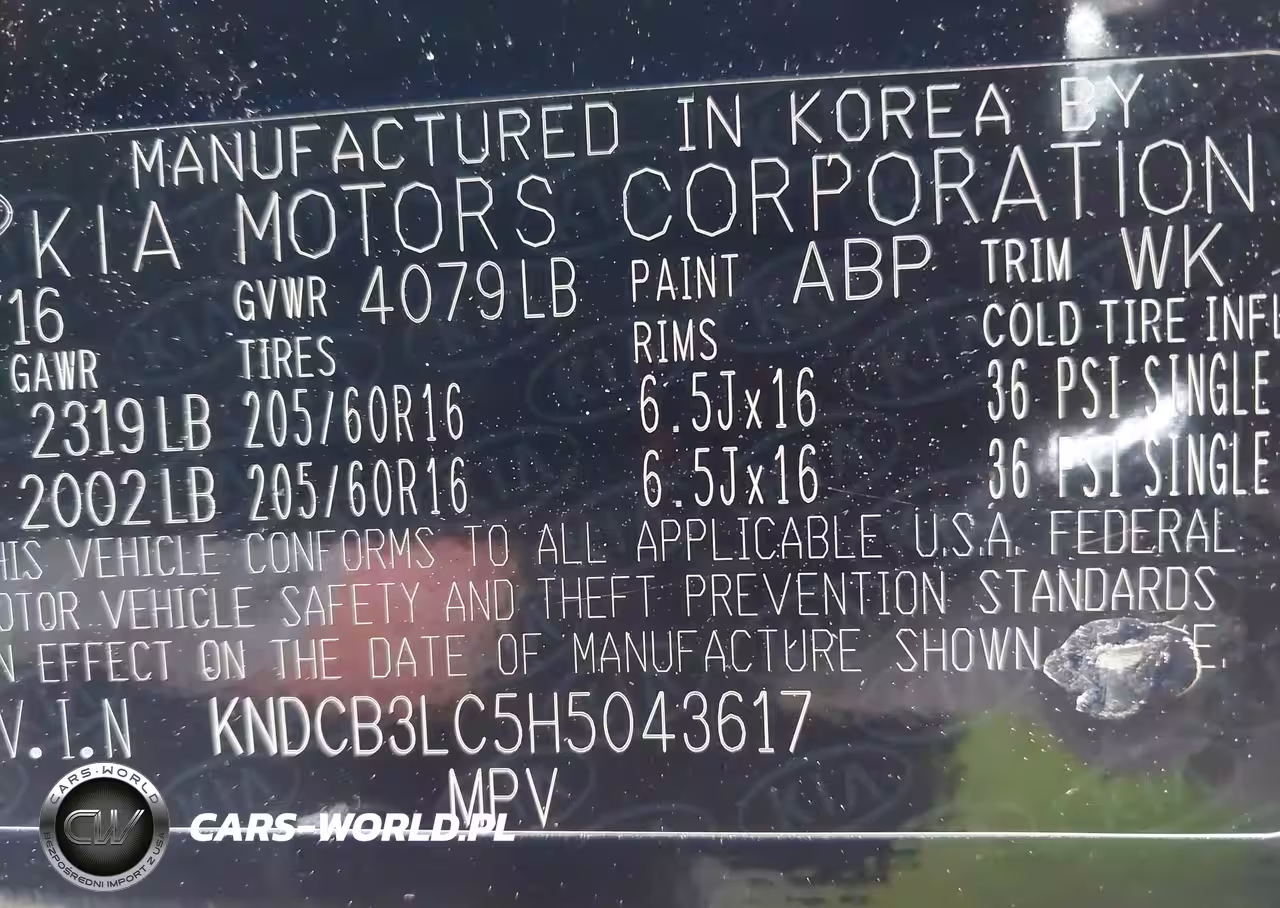 MANUFACTURED IN KOREA BY
KIA MOTORS CORPORATION
16 GVWR 4079LB PAINT ABP TRIM WK
GAWR TIRES RIMS COLD TIRE INFL
2319LB 205/60R16 6.5Jx16 36 PSI SINGLE
2002LB 205/60R16 6.5Jx16 36 PSI SINGLE
HIS VEHICLE CONFORMS TO ALL APPLICABLE U.S.A. FEDERAL
OTOR VEHICLE SAFETY AND THEFT PREVENTION STANDARDS
N EFFECT ON THE DATE OF MANUFACTURE SHOWN
V.I.N KNDCB3LC5H5043617
MPV
CARS-WORLD
CW
BEZPOŚREDNI IMPORT Z USA
CARS-WORLD.PL